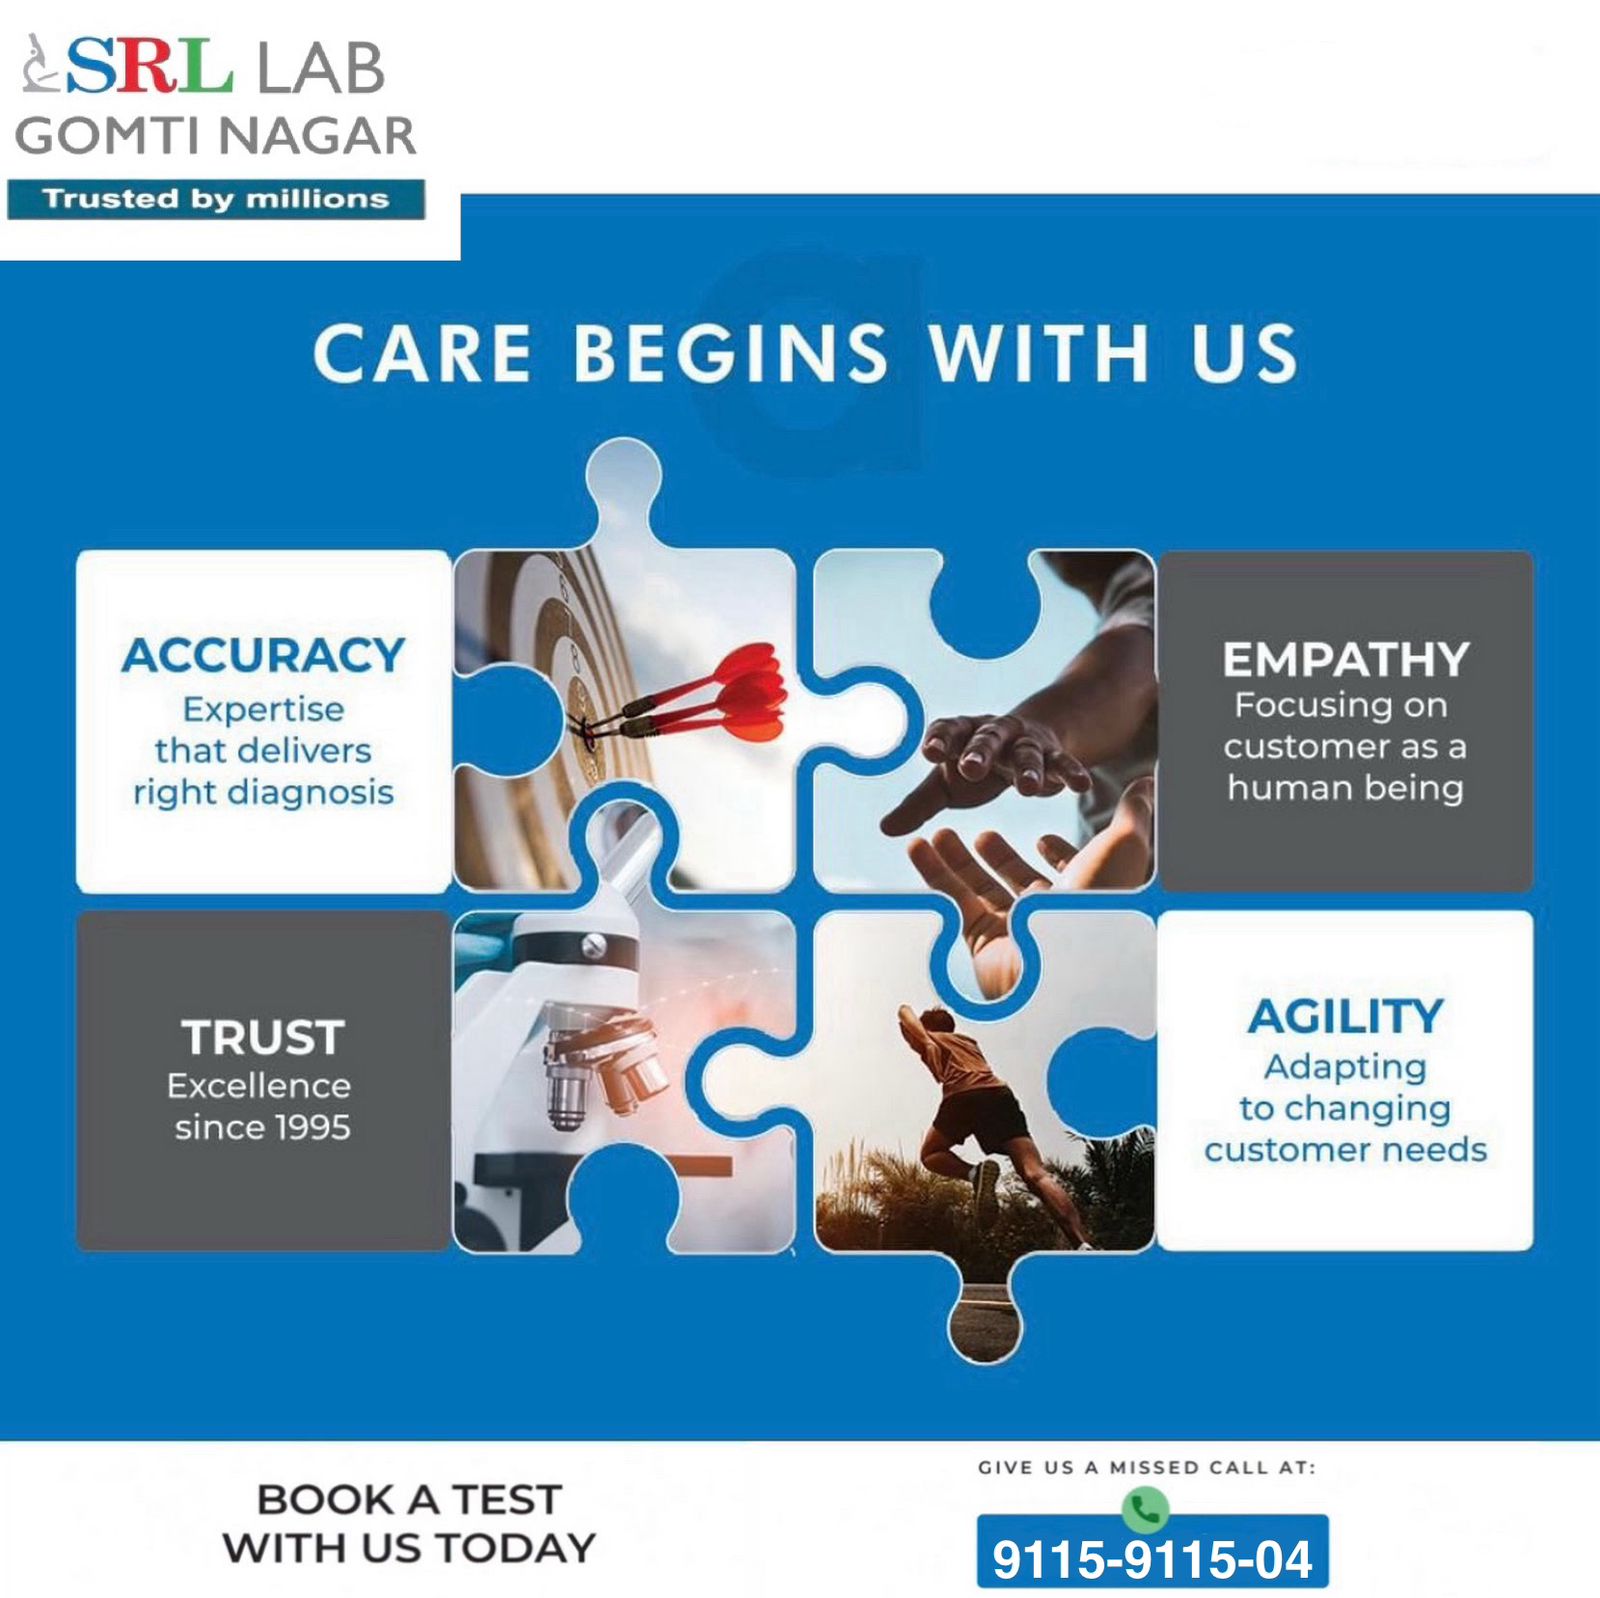 SRL LAB
GOMTI NAGAR
Trusted by millions
CARE BEGINS WITH US
ACCURACY
Expertise
that delivers
right diagnosis
EMPATHY
Focusing on
customer as a
human being
TRUST
Excellence
since 1995
AGILITY
Adapting
to changing
customer needs
BOOK A TEST
WITH US TODAY
GIVE US A MISSED CALL AT:
9115-9115-04